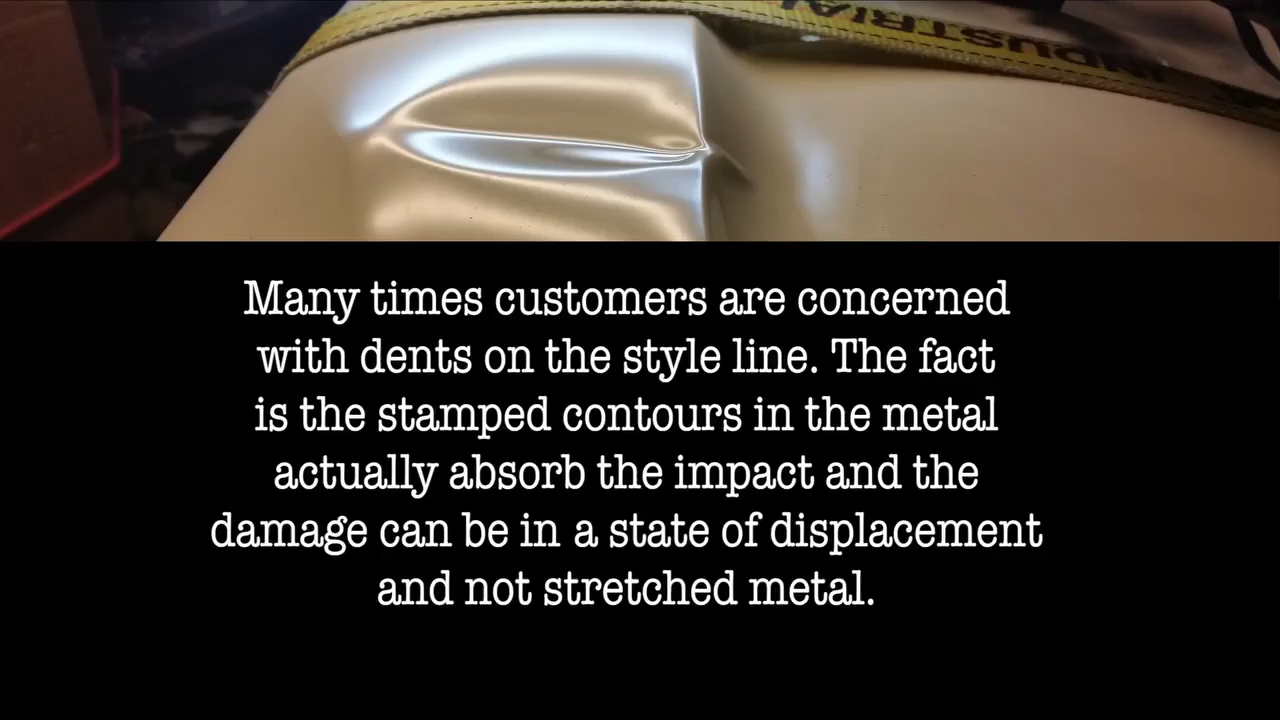 INDUSTRIAL
Many times customers are concerned
with dents on the style line. The fact
is the stamped contours in the metal
actually absorb the impact and the
damage can be in a state of displacement
and not stretched metal.